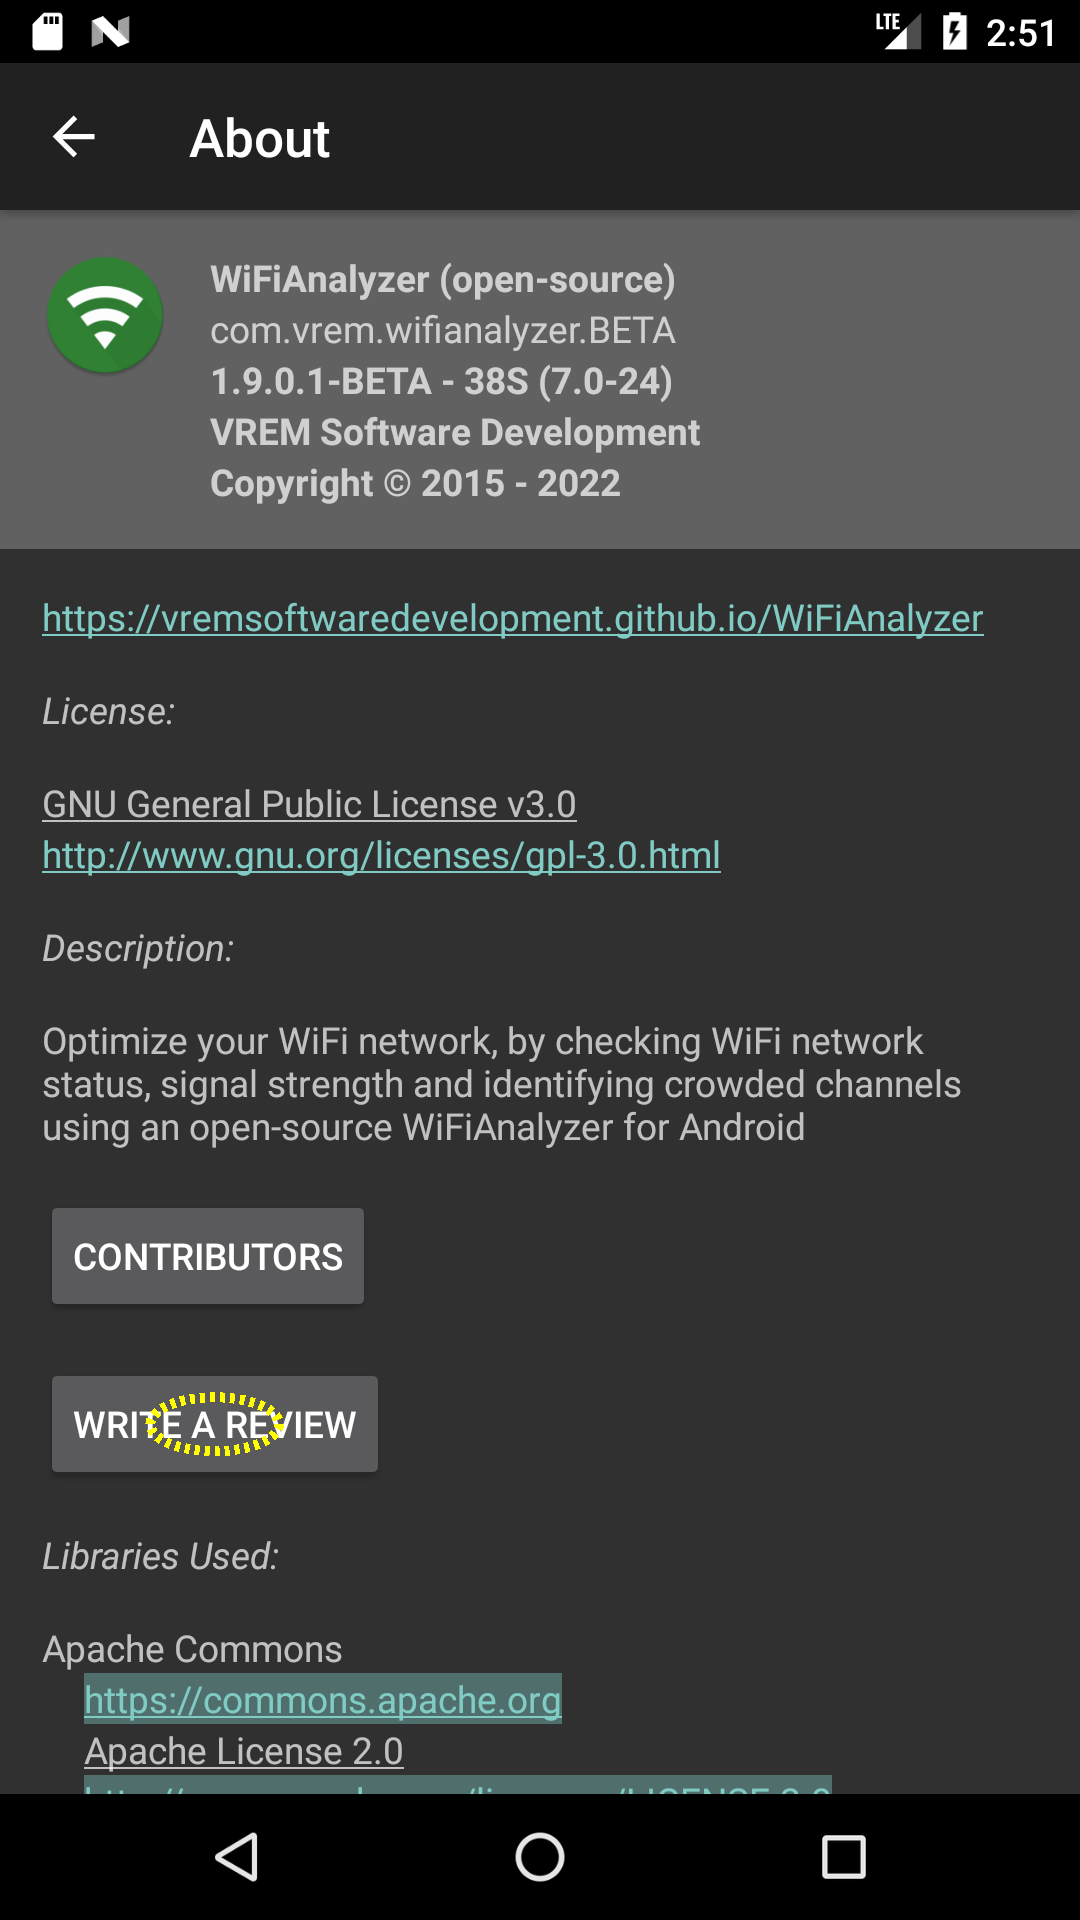 LTE 2:51
About
WiFiAnalyzer (open-source)
com.vrem.wifianalyzer.BETA
1.9.0.1-BETA - 38S (7.0-24)
VREM Software Development
Copyright © 2015 - 2022
https://vremsoftwaredevelopment.github.io/WiFiAnalyzer
License:
GNU General Public License v3.0
http://www.gnu.org/licenses/gpl-3.0.html
Description:
Optimize your WiFi network, by checking WiFi network
status, signal strength and identifying crowded channels
using an open-source WiFiAnalyzer for Android
CONTRIBUTORS
WRITE A REVIEW
Libraries Used:
Apache Commons
https://commons.apache.org
Apache License 2.0